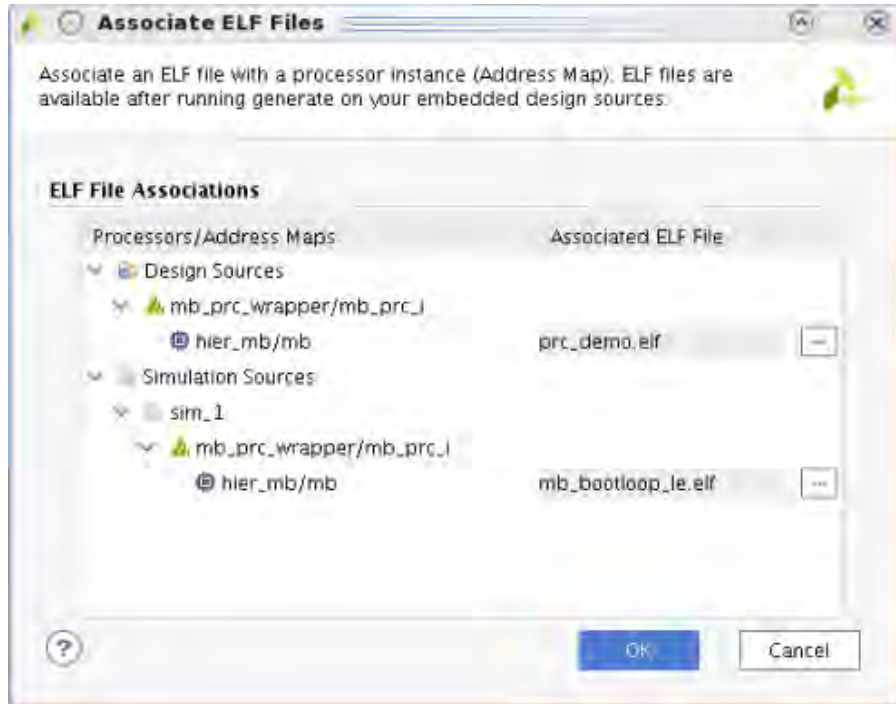 Associate ELF Files
Associate an ELF file with a processor instance (Address Map). ELF files are
available after running generate on your embedded design sources.
ELF File Associations
Processors/Address Maps Associated ELF File
Design Sources
mb_prc_wrapper/mb_prc_i
hier_mb/mb prc_demo.elf ...
Simulation Sources
sim_1
mb_prc_wrapper/mb_prc_i
hier_mb/mb mb_bootloop_le.elf ...
? OK Cancel